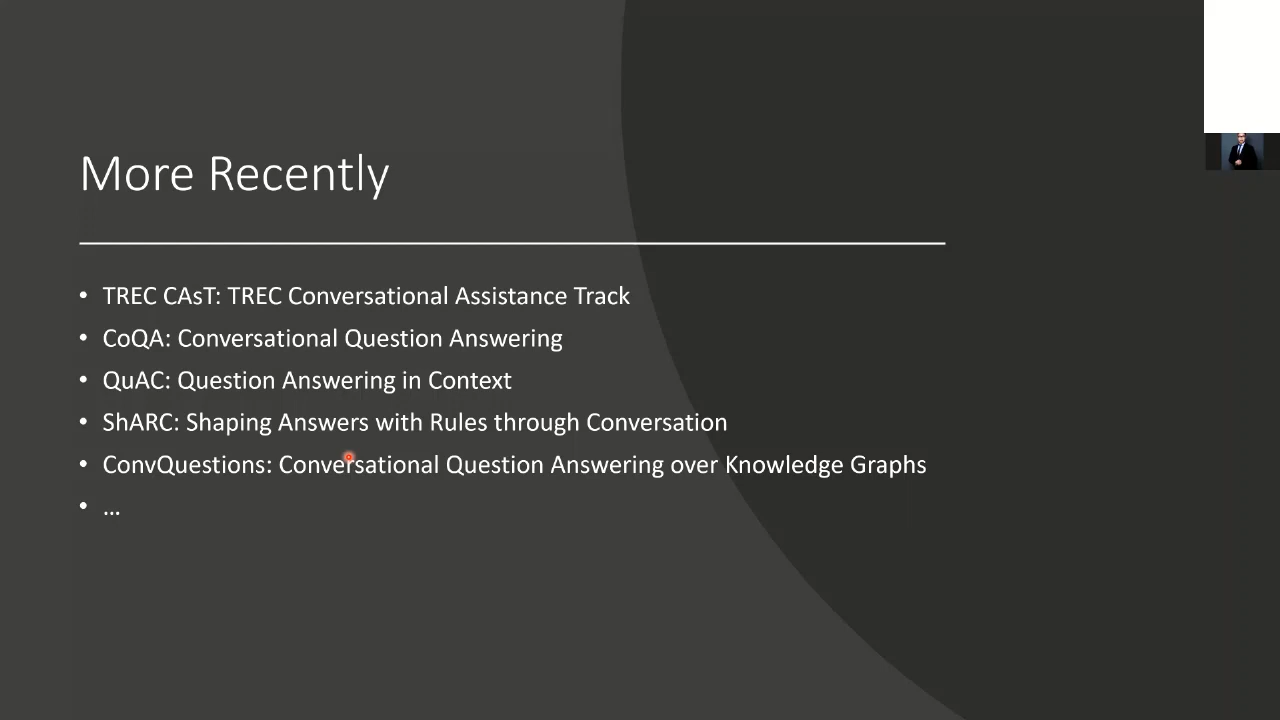 More Recently
• TREC CAsT: TREC Conversational Assistance Track
• CoQA: Conversational Question Answering
• QuAC: Question Answering in Context
• ShARC: Shaping Answers with Rules through Conversation
• ConvQuestions: Conversational Question Answering over Knowledge Graphs
• ...